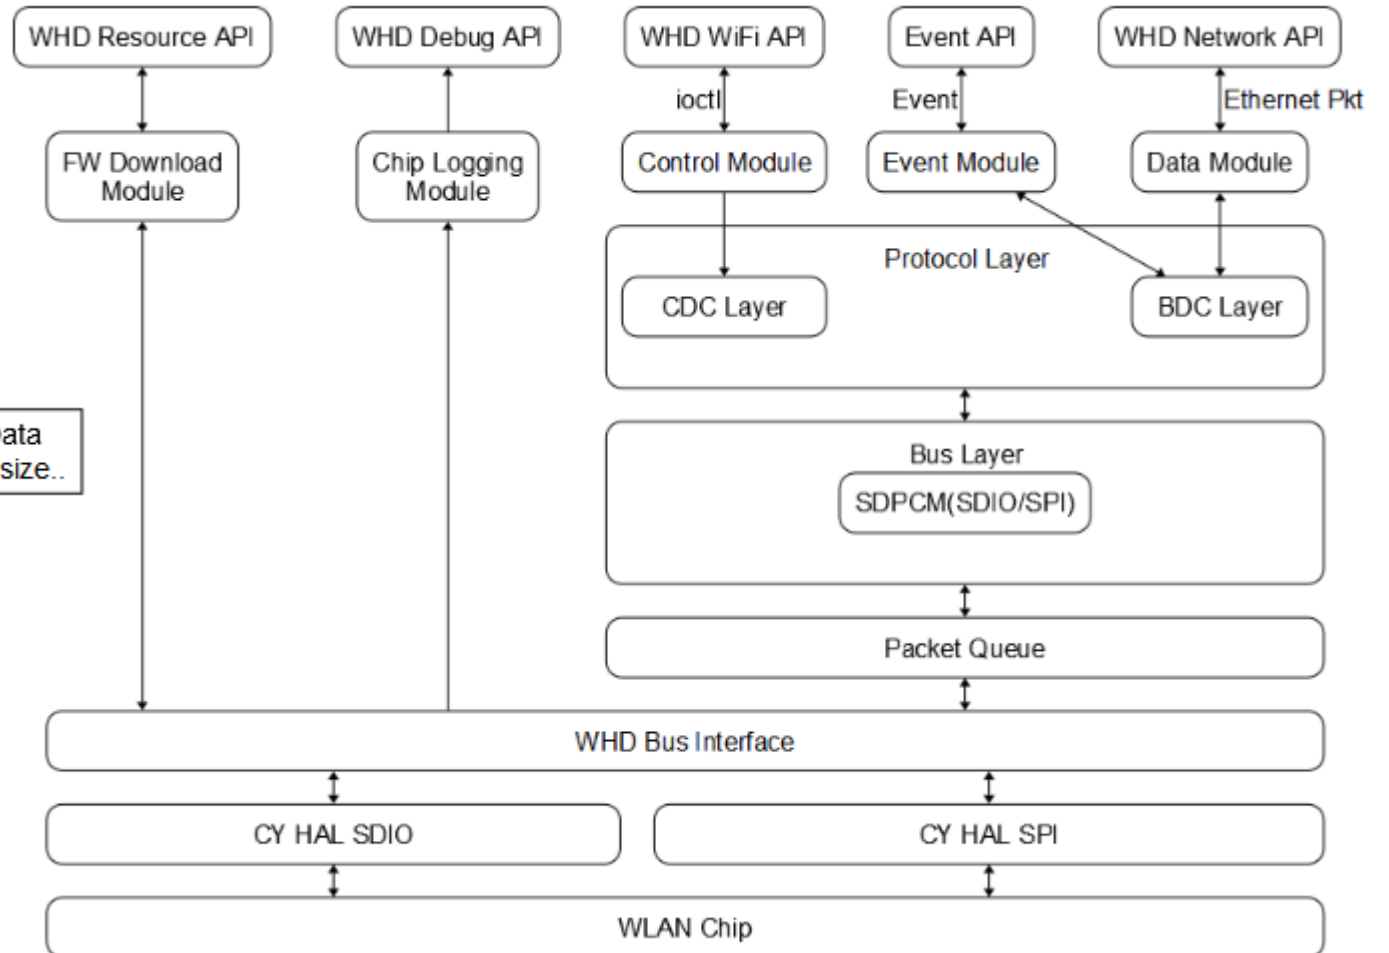 WHD Resource API
WHD Debug API
WHD WiFi API
Event API
WHD Network API
ioctl
Event
Ethernet Pkt
FW Download
Module
Chip Logging
Module
Control Module
Event Module
Data Module
Protocol Layer
CDC Layer
BDC Layer
size..
Bus Layer
SDPCM(SDIO/SPI)
Packet Queue
WHD Bus Interface
CY HAL SDIO
CY HAL SPI
WLAN Chip